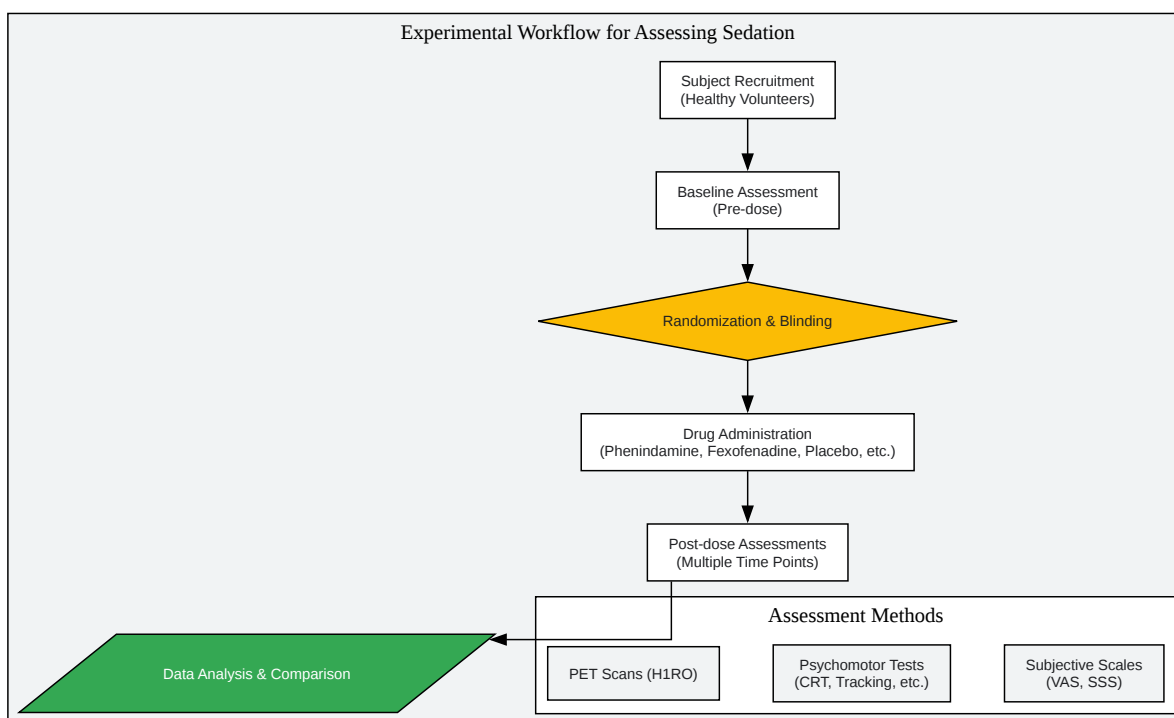 Experimental Workflow for Assessing Sedation
Subject Recruitment
(Healthy Volunteers)
Baseline Assessment
(Pre-dose)
Randomization & Blinding
Drug Administration
(Phenindamine, Fexofenadine, Placebo, etc.)
Post-dose Assessments
(Multiple Time Points)
Assessment Methods
Data Analysis & Comparison
PET Scans (H1RO)
Psychomotor Tests
(CRT, Tracking, etc.)
Subjective Scales
(VAS, SSS)